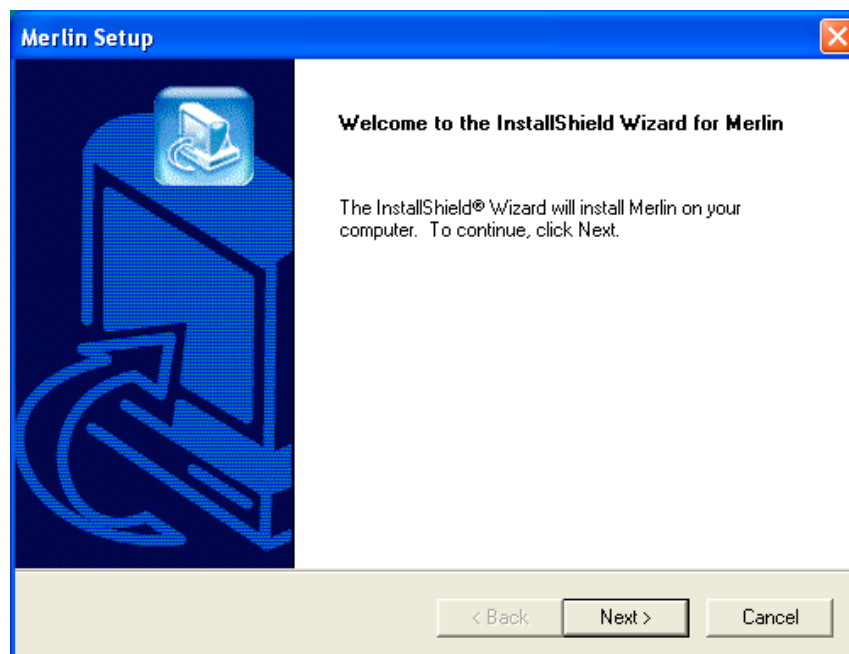 Merlin Setup
Welcome to the InstallShield Wizard for Merlin
The InstallShield® Wizard will install Merlin on your
computer.  To continue, click Next.
< Back
Next >
Cancel